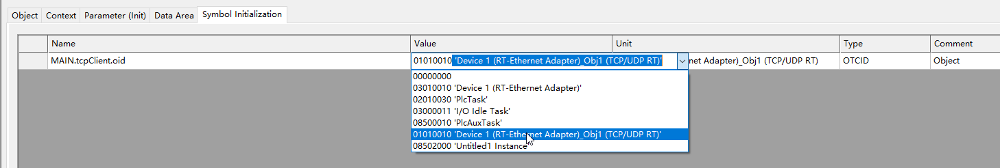 Object Context Parameter (Init) Data Area Symbol Initialization
Name Value Unit Type Comment
MAIN.tcpClient.oid 01010010 'Device 1 (RT-Ethernet Adapter)_Obj1 (TCP/UDP RT)' net Adapter)_Obj1 (TCP/UDP RT) OTCID Object
00000000
03010010 'Device 1 (RT-Ethernet Adapter)'
02010030 'PlcTask'
03000011 'I/O Idle Task'
08500010 'PlcAuxTask'
01010010 'Device 1 (RT-Ethernet Adapter)_Obj1 (TCP/UDP RT)'
08502000 'Untitled1 Instance'